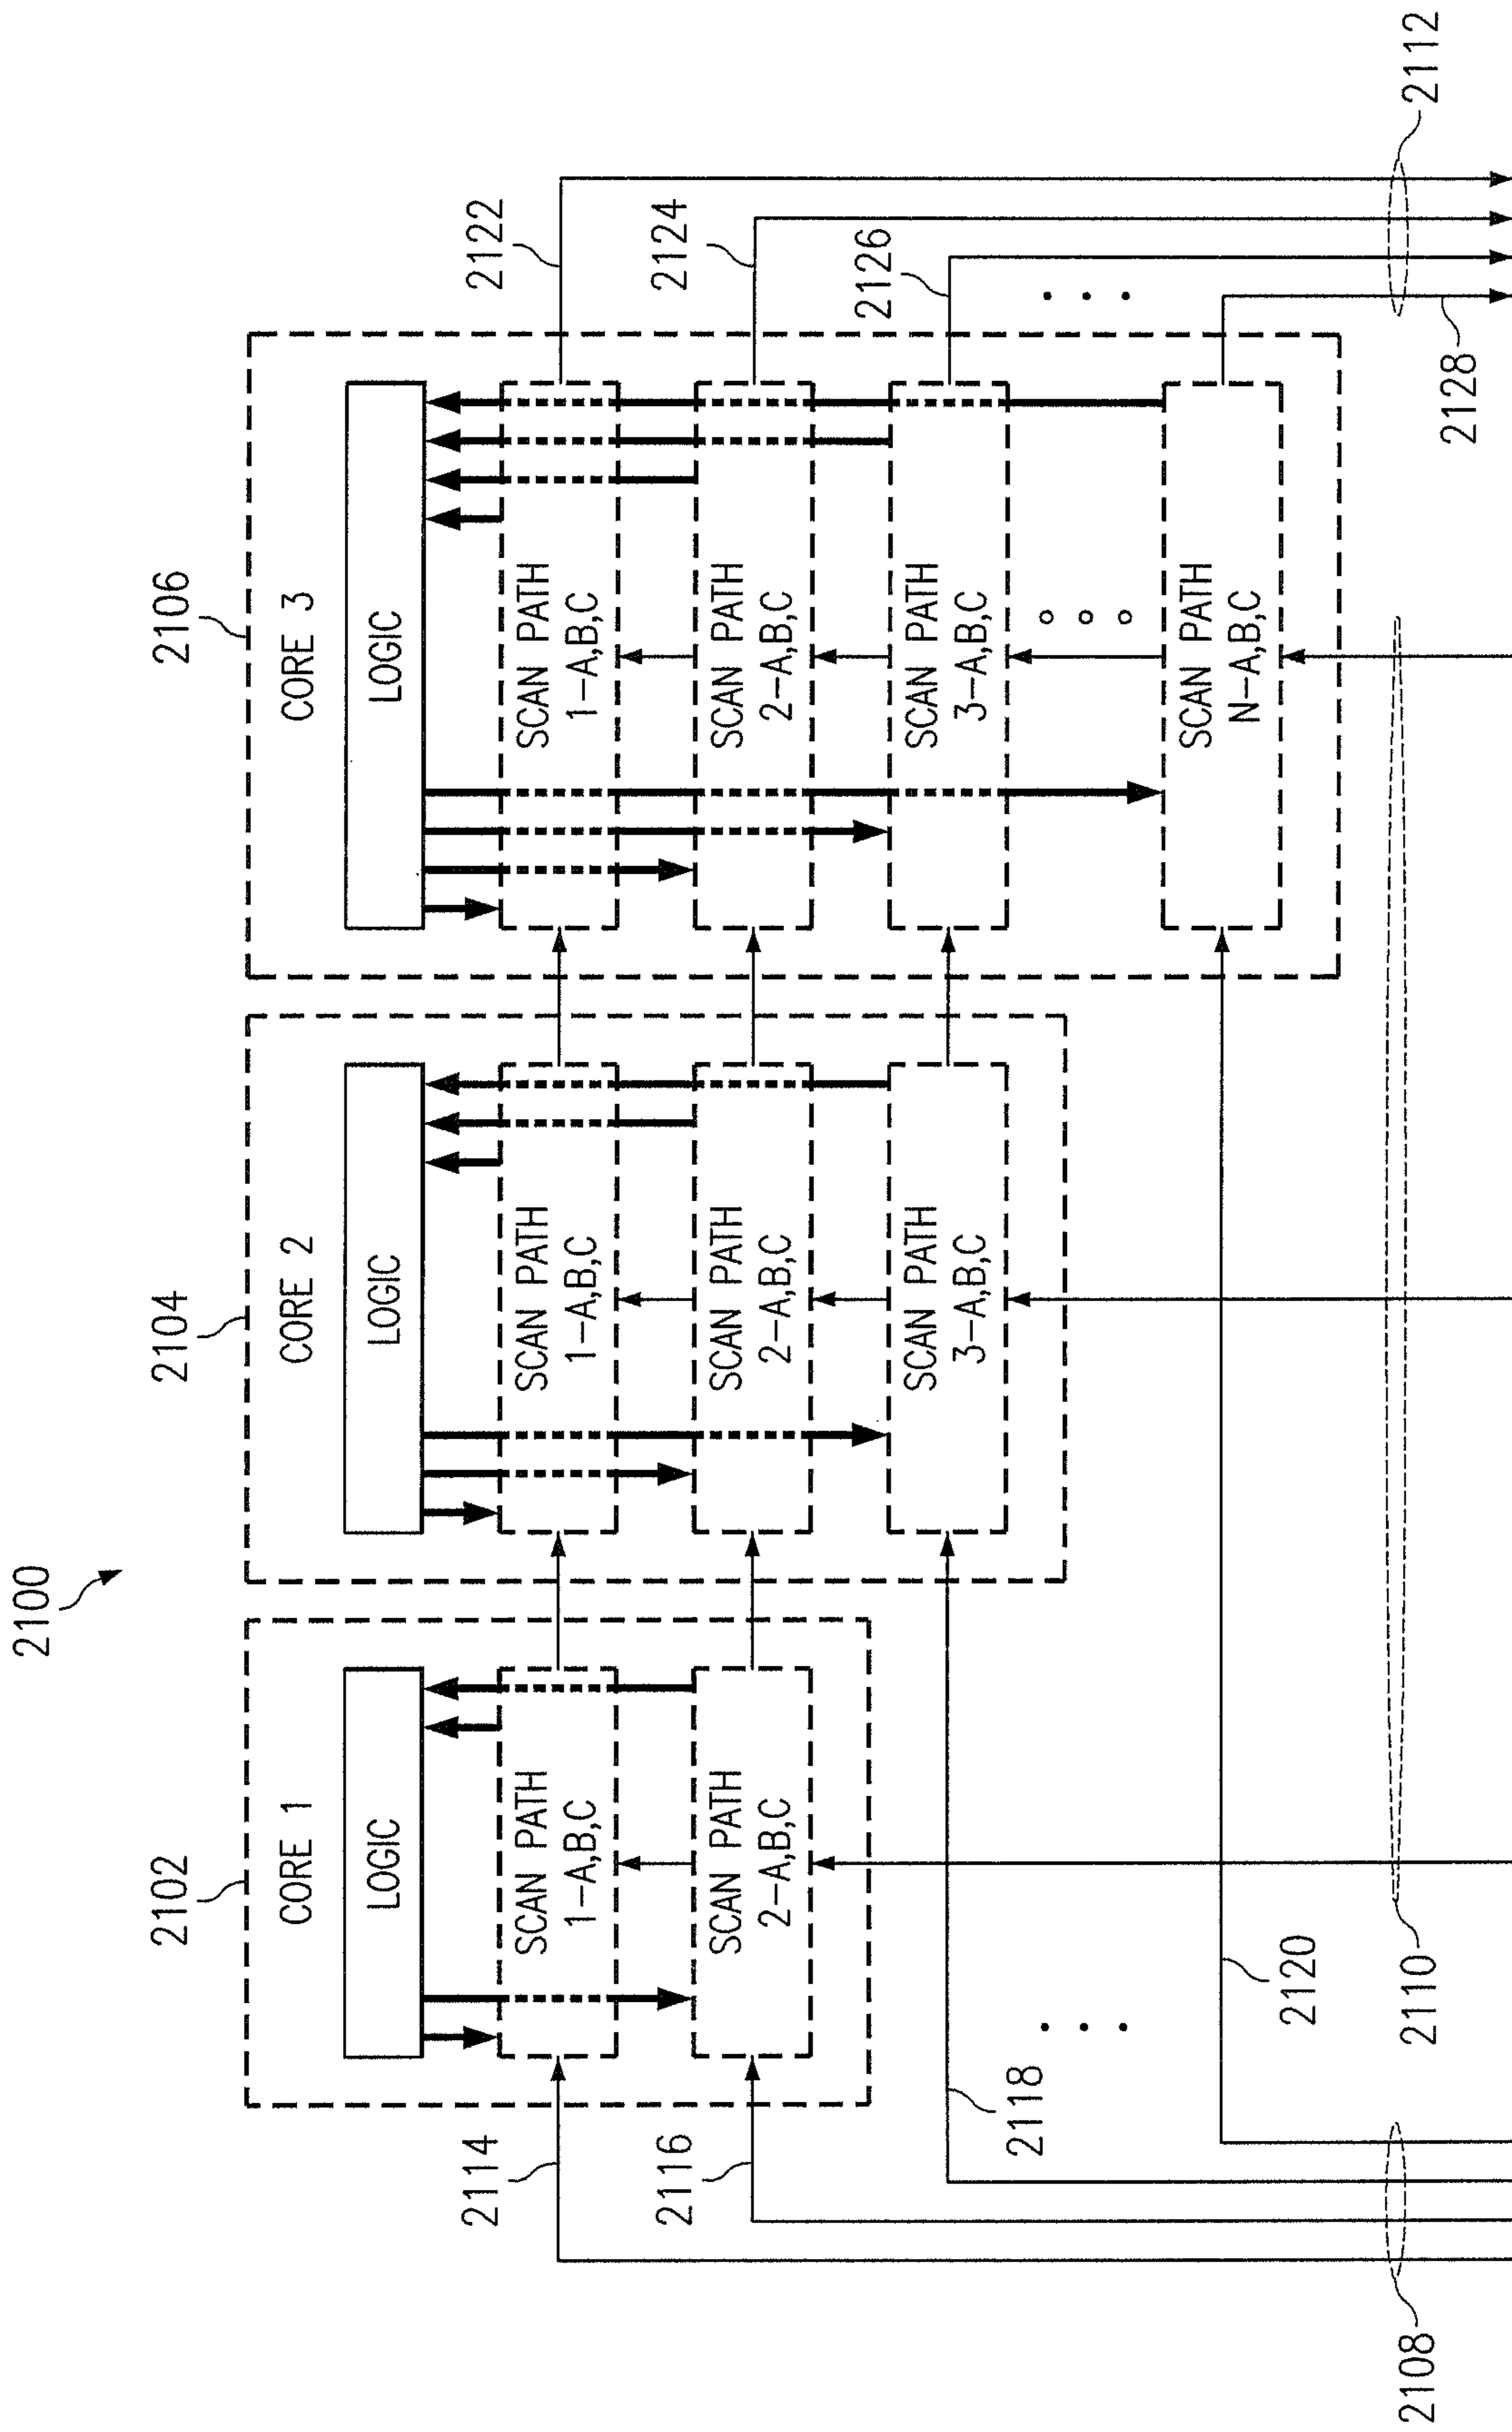 2100
2102
2104
2106
CORE 1
LOGIC
SCAN PATH
1-A,B,C
SCAN PATH
2-A,B,C
CORE 2
LOGIC
SCAN PATH
1-A,B,C
SCAN PATH
2-A,B,C
SCAN PATH
3-A,B,C
CORE 3
LOGIC
SCAN PATH
1-A,B,C
SCAN PATH
2-A,B,C
SCAN PATH
3-A,B,C
SCAN PATH
N-A,B,C
2114
2116
2118
2120
2122
2124
2126
2128
2108
2110
2112